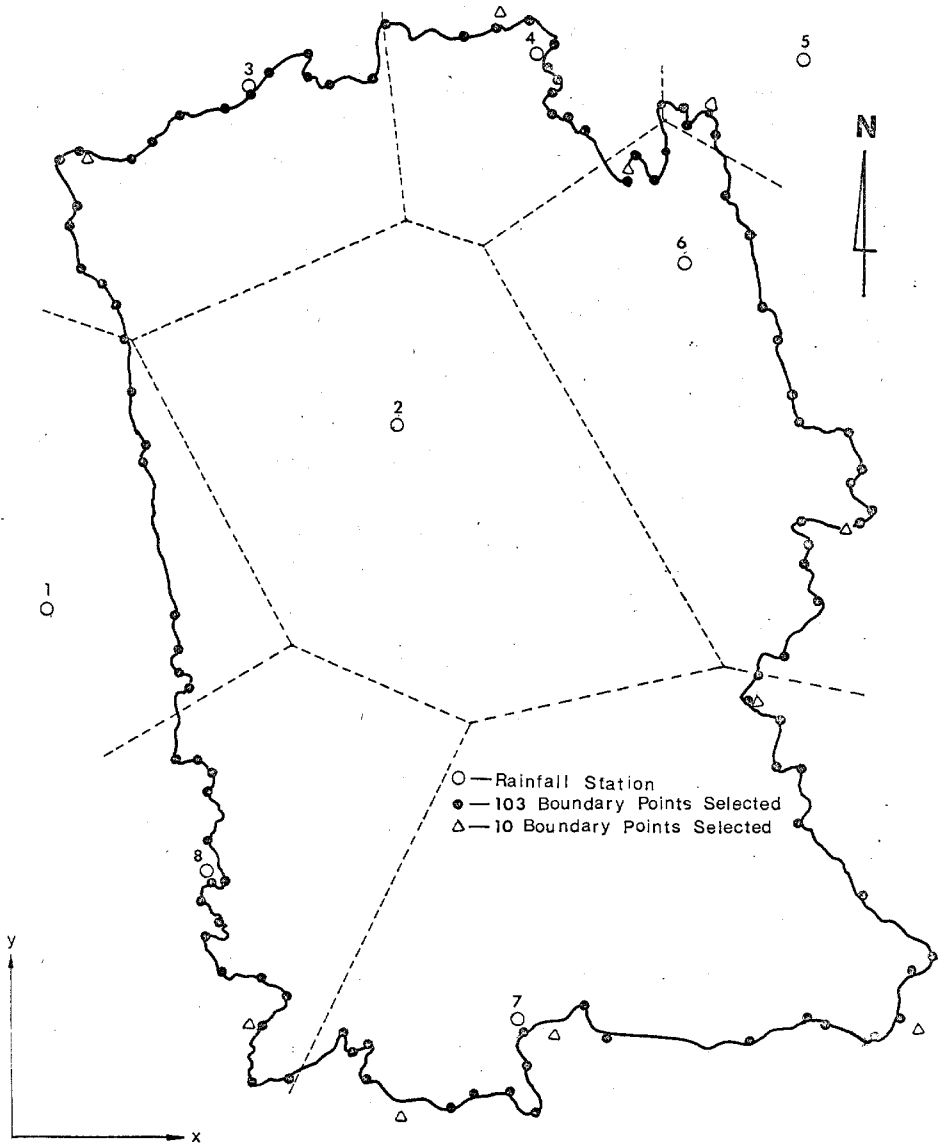 4
5
3
N
6
2
1
○ — Rainfall Station
● — 103 Boundary Points Selected
△ — 10 Boundary Points Selected
8
y
7
x